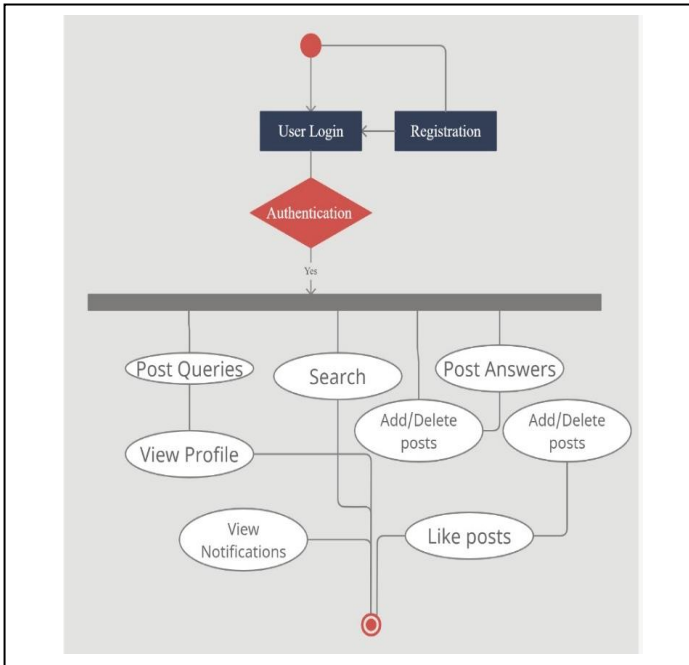 User Login
Registration
Authentication
Yes
Post Queries
Search
Post Answers
Add/Delete
posts
Add/Delete
posts
View Profile
View
Notifications
Like posts